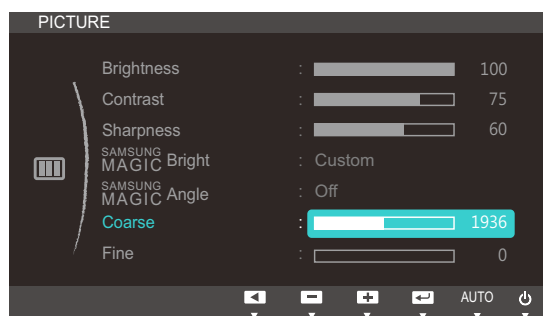 PICTURE
Brightness : 100
Contrast : 75
Sharpness : 60
SAMSUNG MAGIC Bright : Custom
SAMSUNG MAGIC Angle : Off
Coarse : 1936
Fine : 0
AUTO